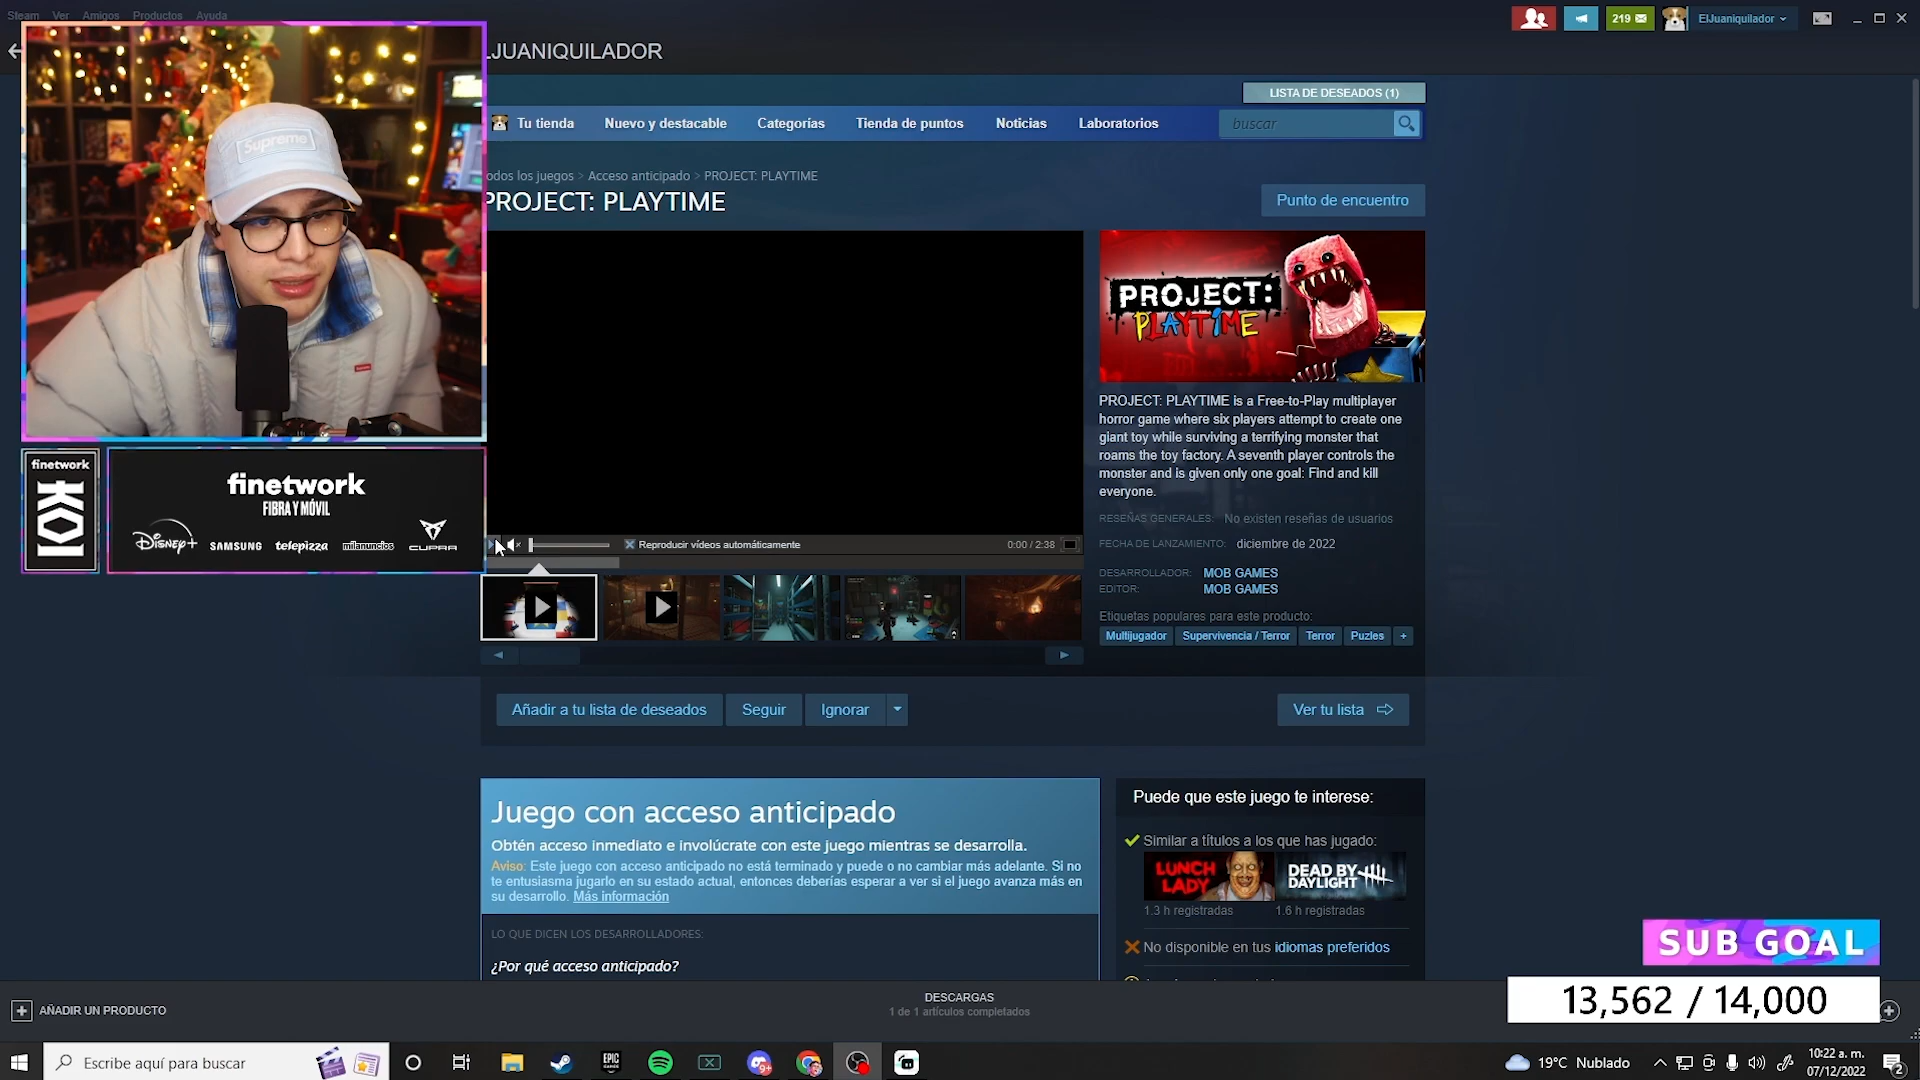 Steam Ver Amigos Productos Ayuda
219
ElJuaniquilador
LJUANIQUILADOR
LISTA DE DESEADOS (1)
Tu tienda Nuevo y destacable Categorías Tienda de puntos Noticias Laboratorios buscar
odos los juegos > Acceso anticipado > PROJECT: PLAYTIME
PROJECT: PLAYTIME
Punto de encuentro
Supreme
PROJECT:
PLAYTIME
PROJECT: PLAYTIME is a Free-to-Play multiplayer
horror game where six players attempt to create one
giant toy while surviving a terrifying monster that
roams the toy factory. A seventh player controls the
monster and is given only one goal: Find and kill
everyone.
RESEÑAS GENERALES: No existen reseñas de usuarios
FECHA DE LANZAMIENTO: diciembre de 2022
DESARROLLADOR: MOB GAMES
EDITOR: MOB GAMES
Etiquetas populares para este producto:
Multijugador Supervivencia / Terror Terror Puzles +
finetwork
KOI
finetwork
FIBRA Y MÓVIL
Disney+ SAMSUNG telepizza milanuncios CUPRA
Reproducir vídeos automáticamente 0:00 / 2:38
Añadir a tu lista de deseados Seguir Ignorar Ver tu lista
Juego con acceso anticipado
Obtén acceso inmediato e involúcrate con este juego mientras se desarrolla.
Aviso: Este juego con acceso anticipado no está terminado y puede o no cambiar más adelante. Si no
te entusiasma jugarlo en su estado actual, entonces deberías esperar a ver si el juego avanza más en
su desarrollo. Más información
LO QUE DICEN LOS DESARROLLADORES:
¿Por qué acceso anticipado?
Puede que este juego te interese:
Similar a títulos a los que has jugado:
LUNCH
LADY
DEAD BY
DAYLIGHT
1.3 h registradas 1.6 h registradas
No disponible en tus idiomas preferidos
SUB GOAL
13,562 / 14,000
AÑADIR UN PRODUCTO
DESCARGAS
1 de 1 artículos completados
Escribe aquí para buscar
EPIC
GAMES
9+
19°C Nublado
10:22 a. m.
07/12/2022
2